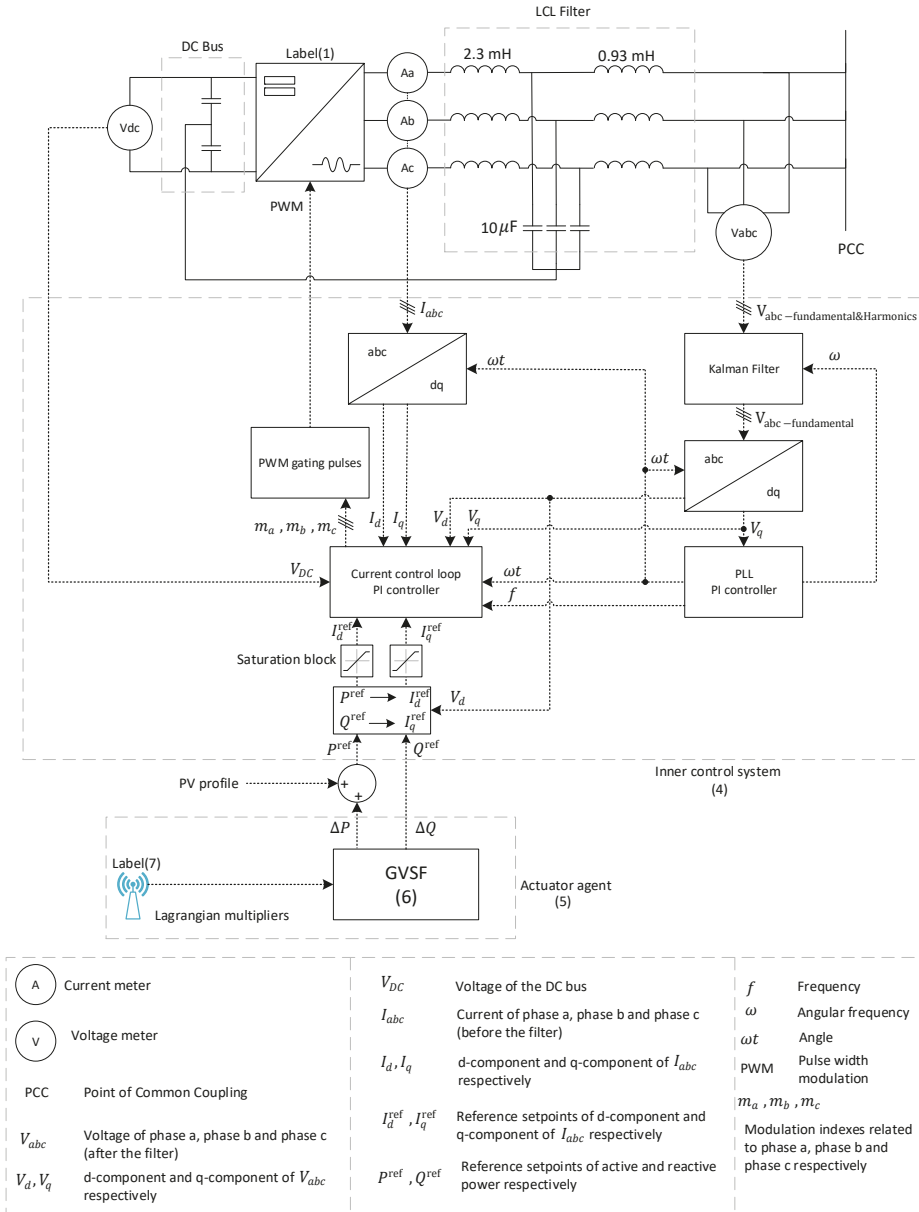 LCL Filter
DC Bus
Label(1)
2.3 mH
0.93 mH
Aa
Vdc
Ab
Ac
PWM
10 μF
Vabc
PCC
I_abc
V_abc−fundamental&Harmonics
abc
dq
ωt
Kalman Filter
ω
V_abc−fundamental
PWM gating pulses
ωt
abc
dq
m_a , m_b , m_c
I_d
I_q
V_d
V_q
V_q
V_DC
Current control loop
PI controller
ωt
f
PLL
PI controller
I_d^ref
I_q^ref
Saturation block
P^ref → I_d^ref
Q^ref → I_q^ref
V_d
P^ref
Q^ref
Inner control system
(4)
PV profile
+
+
ΔP
ΔQ
Label(7)
GVSF
(6)
Lagrangian multipliers
Actuator agent
(5)
A Current meter
V Voltage meter
PCC Point of Common Coupling
V_abc Voltage of phase a, phase b and phase c
(after the filter)
V_d, V_q d-component and q-component of V_abc
respectively
V_DC Voltage of the DC bus
I_abc Current of phase a, phase b and phase c
(before the filter)
I_d, I_q d-component and q-component of I_abc
respectively
I_d^ref , I_q^ref Reference setpoints of d-component and
q-component of I_abc respectively
P^ref , Q^ref Reference setpoints of active and reactive
power respectively
f Frequency
ω Angular frequency
ωt Angle
PWM Pulse width
modulation
m_a , m_b , m_c
Modulation indexes related
to phase a, phase b and
phase c respectively